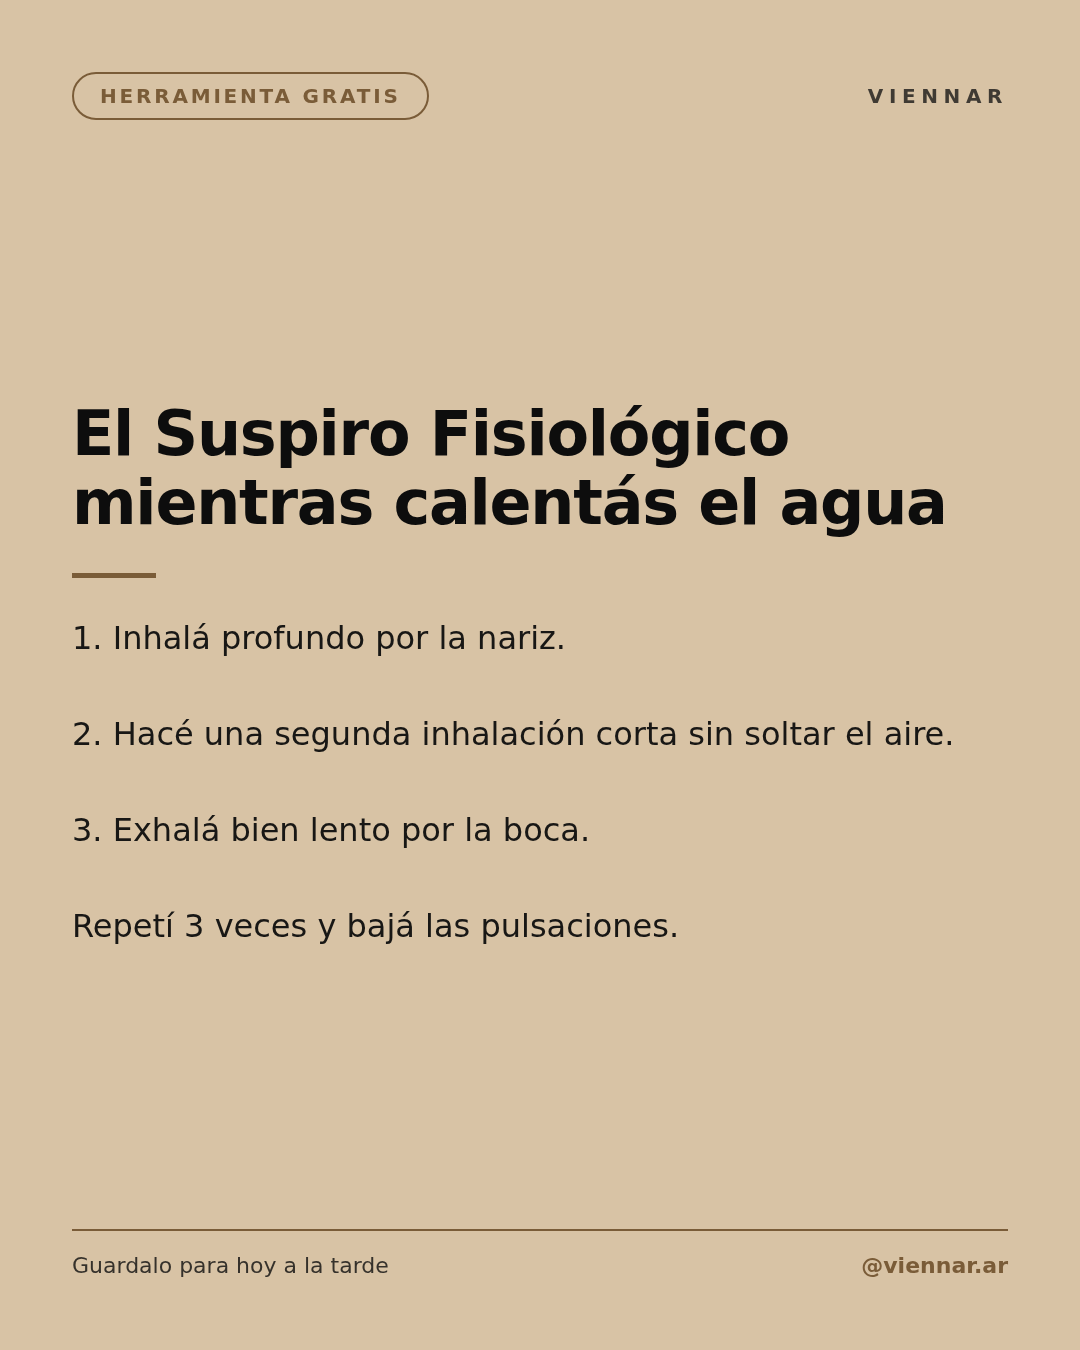 HERRAMIENTA GRATIS
VIENNAR
El Suspiro Fisiológico
mientras calentás el agua
1. Inhalá profundo por la nariz.
2. Hacé una segunda inhalación corta sin soltar el aire.
3. Exhalá bien lento por la boca.
Repetí 3 veces y bajá las pulsaciones.
Guardalo para hoy a la tarde
@viennar.ar